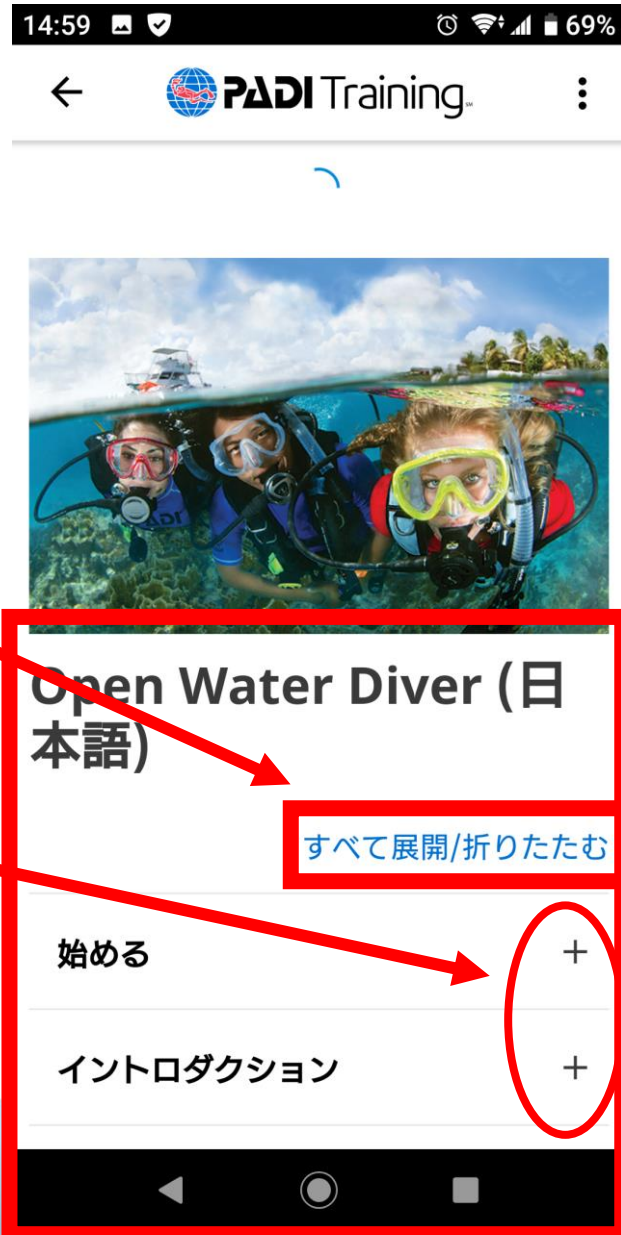 14:59
69%
PADI Training
Open Water Diver (日
本語)
すべて展開/折りたたむ
始める
+
イントロダクション
+